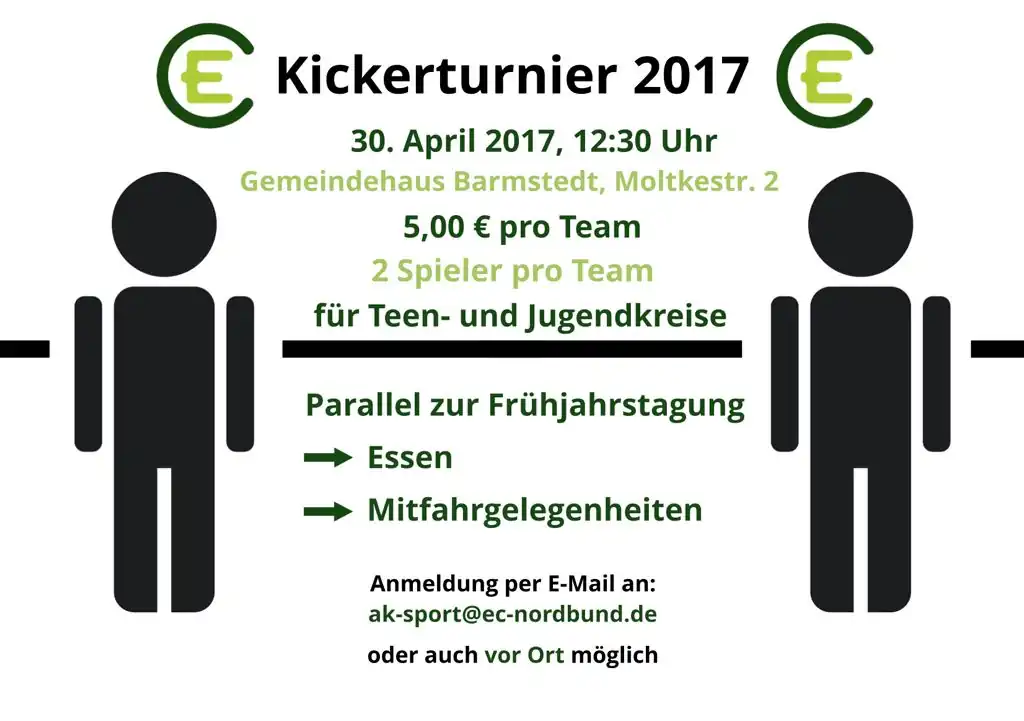 Kickerturnier 2017
30. April 2017, 12:30 Uhr
Gemeindehaus Barmstedt, Moltkestr. 2
5,00 € pro Team
2 Spieler pro Team
für Teen- und Jugendkreise
Parallel zur Frühjahrstagung
Essen
Mitfahrgelegenheiten
Anmeldung per E-Mail an:
ak-sport@ec-nordbund.de
oder auch vor Ort möglich